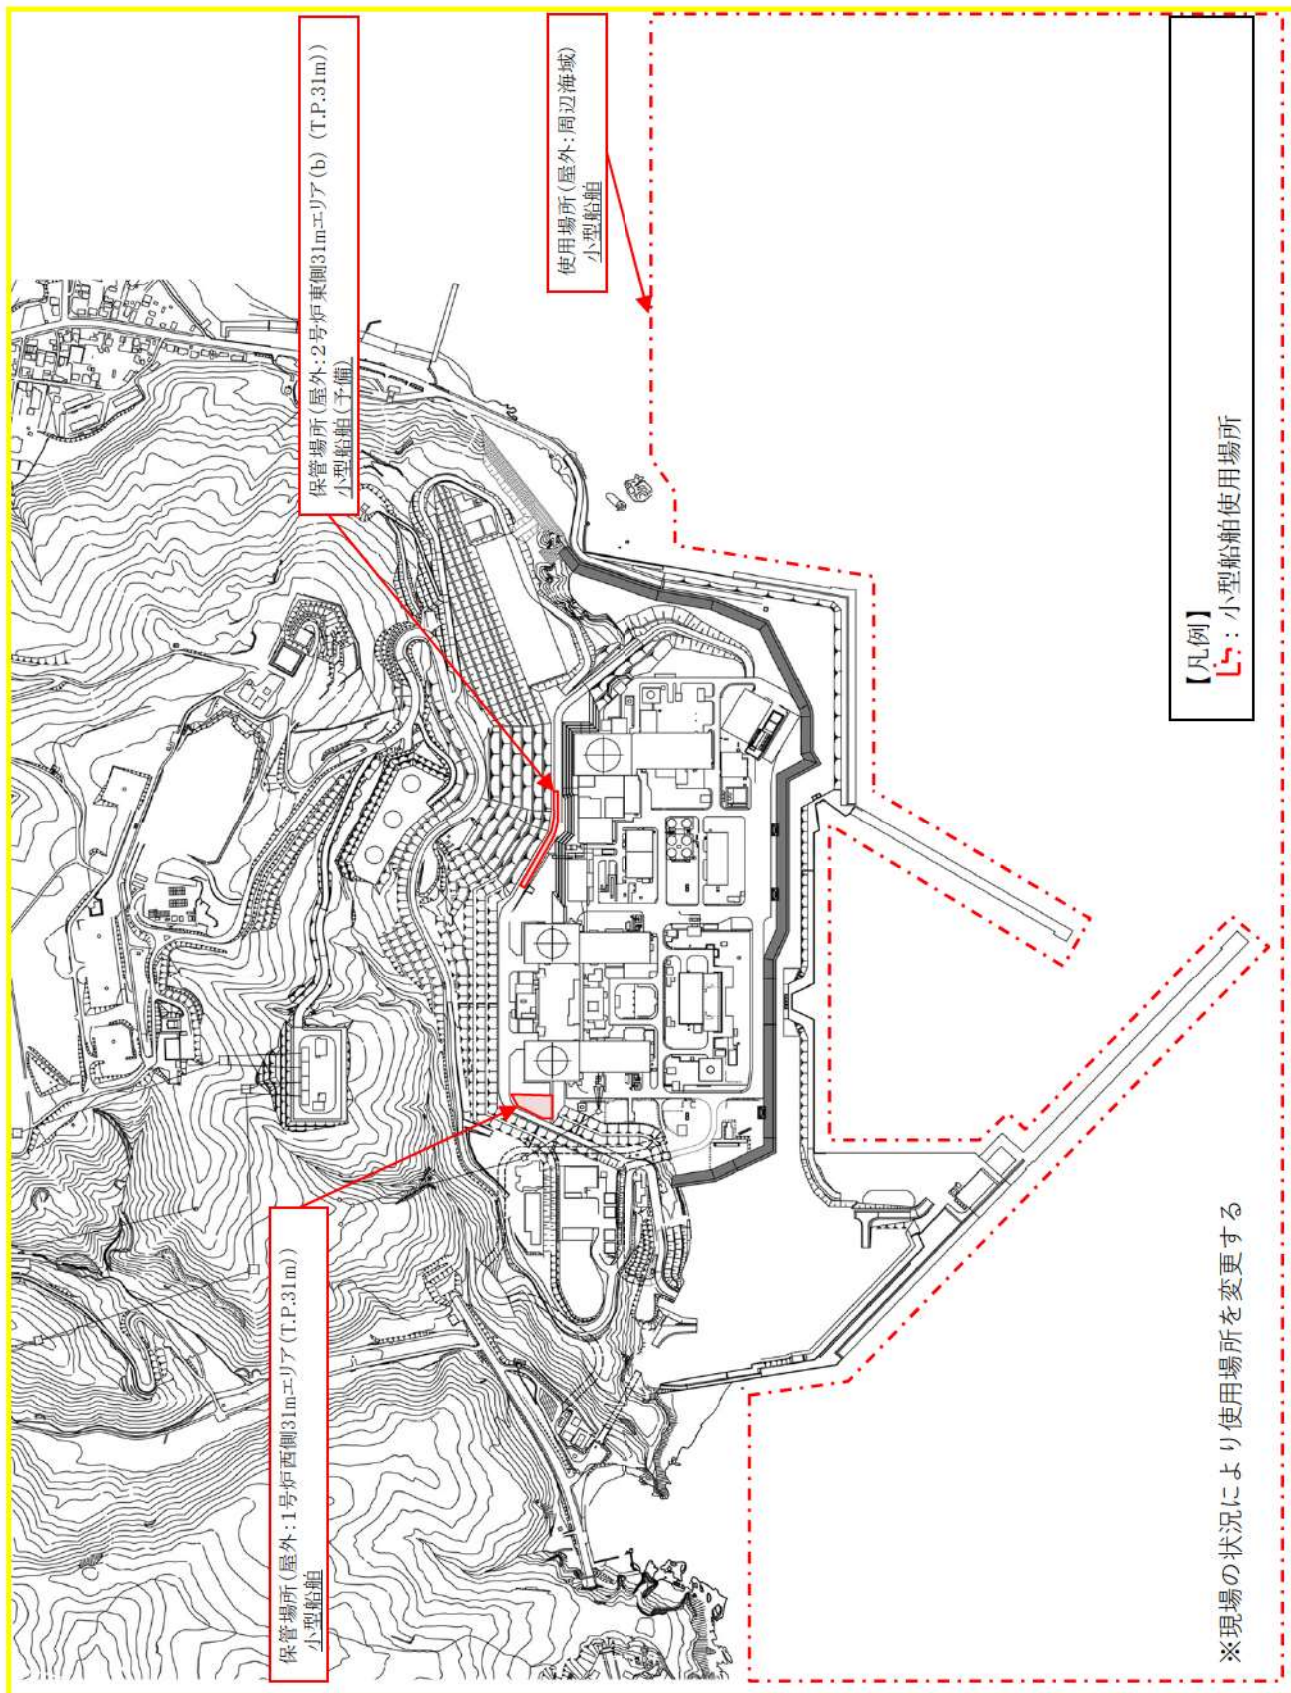 保管場所(屋外:1号炉西側31mエリア(T.P.31m))
小型船舶
保管場所(屋外:2号炉東側31mエリア(b)(T.P.31m))
小型船舶(予備)
使用場所(屋外:周辺海域)
小型船舶
【凡例】
:小型船舶使用場所
※現場の状況により使用場所を変更する